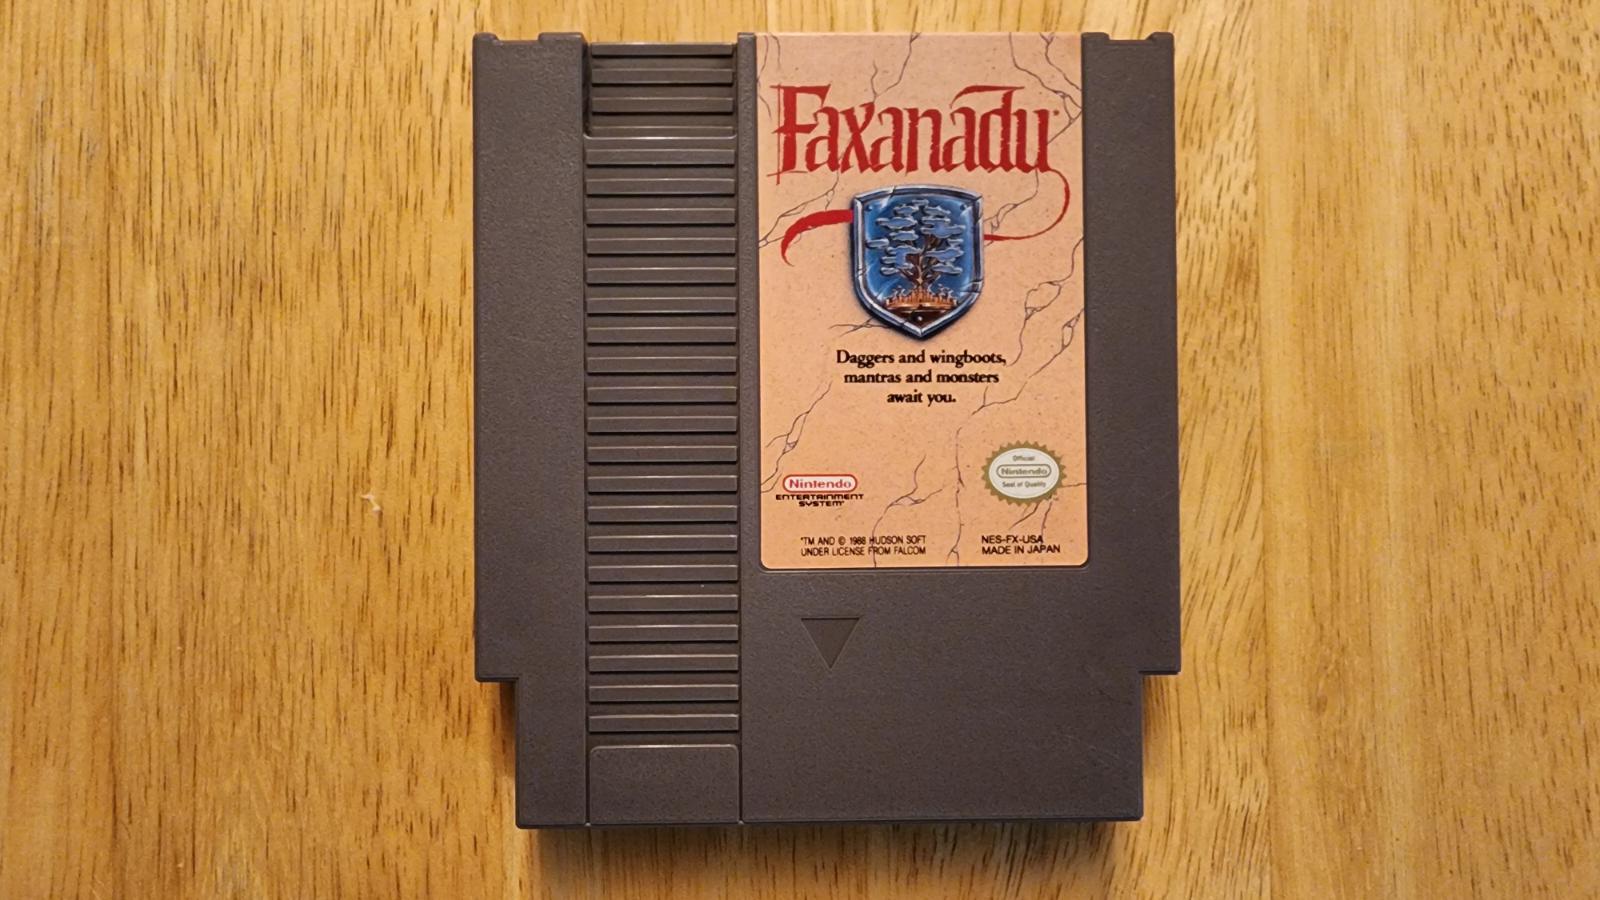 Faxanadu
Daggers and wingboots,
mantras and monsters
await you.
Nintendo
ENTERTAINMENT
SYSTEM
Official
Nintendo
Seal of Quality
"TM AND © 1988 HUDSON SOFT
UNDER LICENSE FROM FALCOM
NES-FX-USA
MADE IN JAPAN